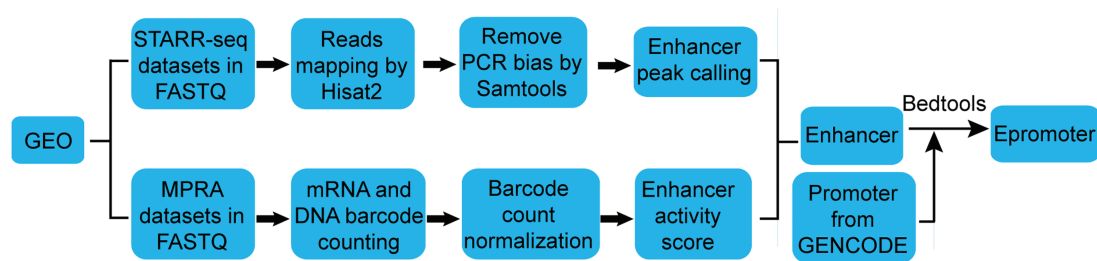 GEO
STARR-seq
datasets in
FASTQ
Reads
mapping by
Hisat2
Remove
PCR bias by
Samtools
Enhancer
peak calling
MPRA
datasets in
FASTQ
mRNA and
DNA barcode
counting
Barcode
count
normalization
Enhancer
activity
score
Enhancer
Promoter
from
GENCODE
Bedtools
Epromoter